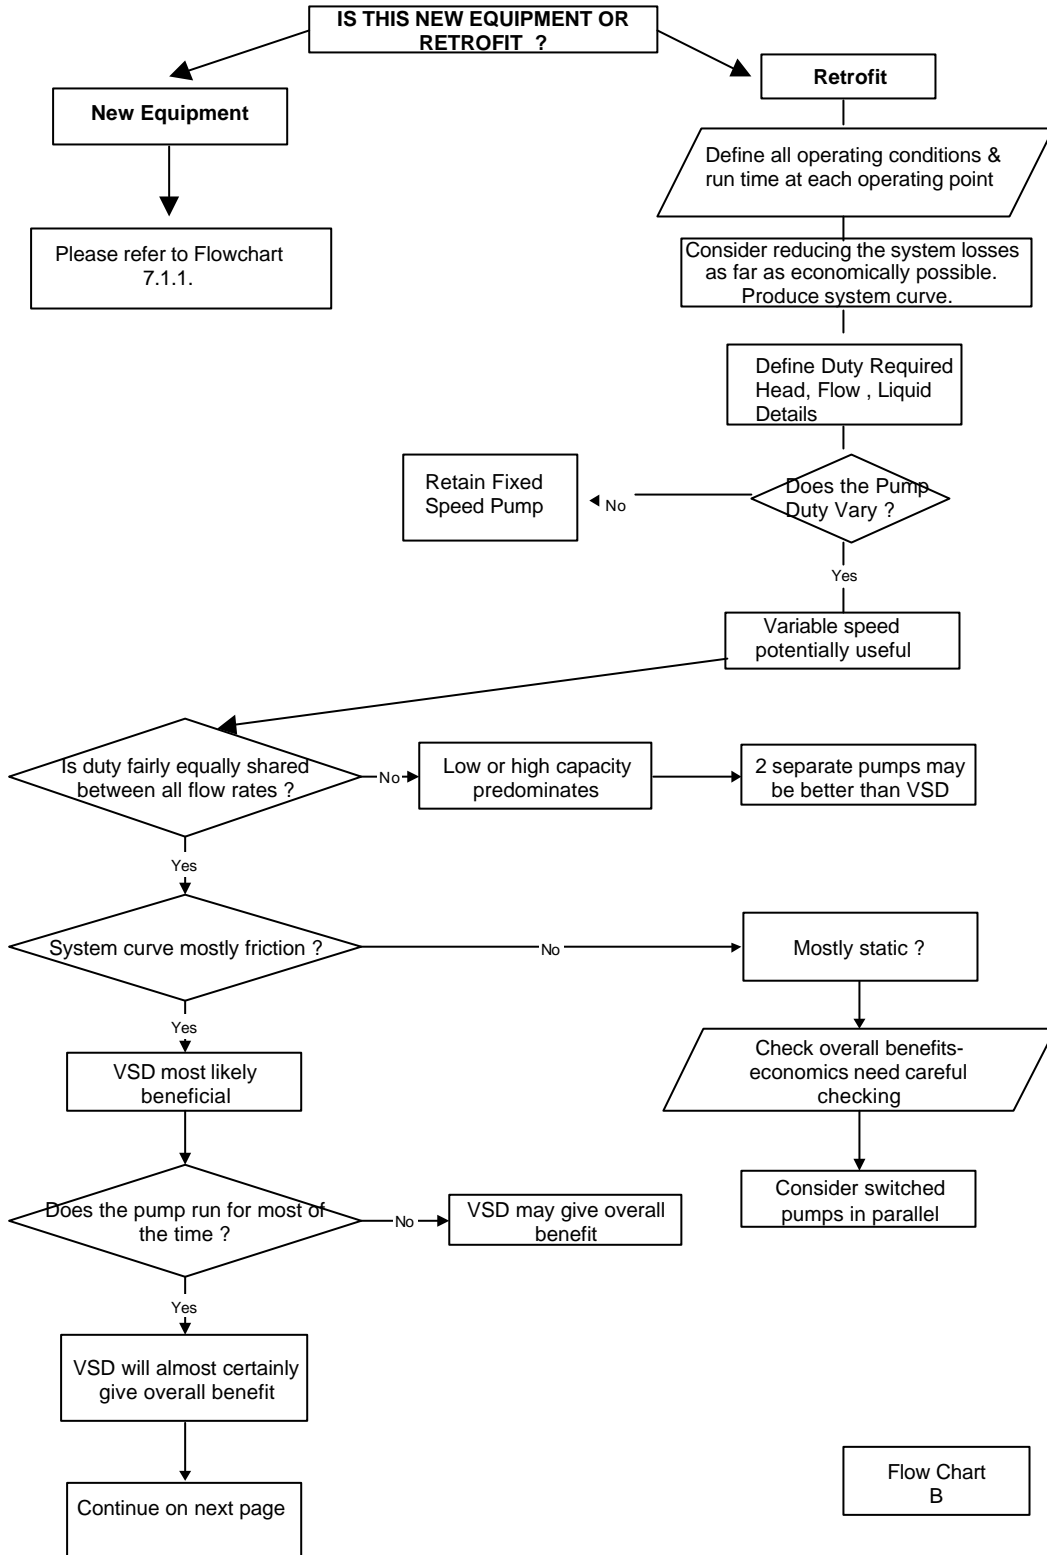 IS THIS NEW EQUIPMENT OR
RETROFIT ?
New Equipment
Retrofit
Define all operating conditions &
run time at each operating point
Please refer to Flowchart
7.1.1.
Consider reducing the system losses
as far as economically possible.
Produce system curve.
Define Duty Required
Head, Flow , Liquid
Details
Does the Pump
Duty Vary ?
No
Retain Fixed
Speed Pump
Yes
Variable speed
potentially useful
Is duty fairly equally shared
between all flow rates ?
No
Low or high capacity
predominates
2 separate pumps may
be better than VSD
Yes
System curve mostly friction ?
No
Mostly static ?
Yes
VSD most likely
beneficial
Check overall benefits-
economics need careful
checking
Consider switched
pumps in parallel
Does the pump run for most of
the time ?
No
VSD may give overall
benefit
Yes
VSD will almost certainly
give overall benefit
Continue on next page
Flow Chart
B